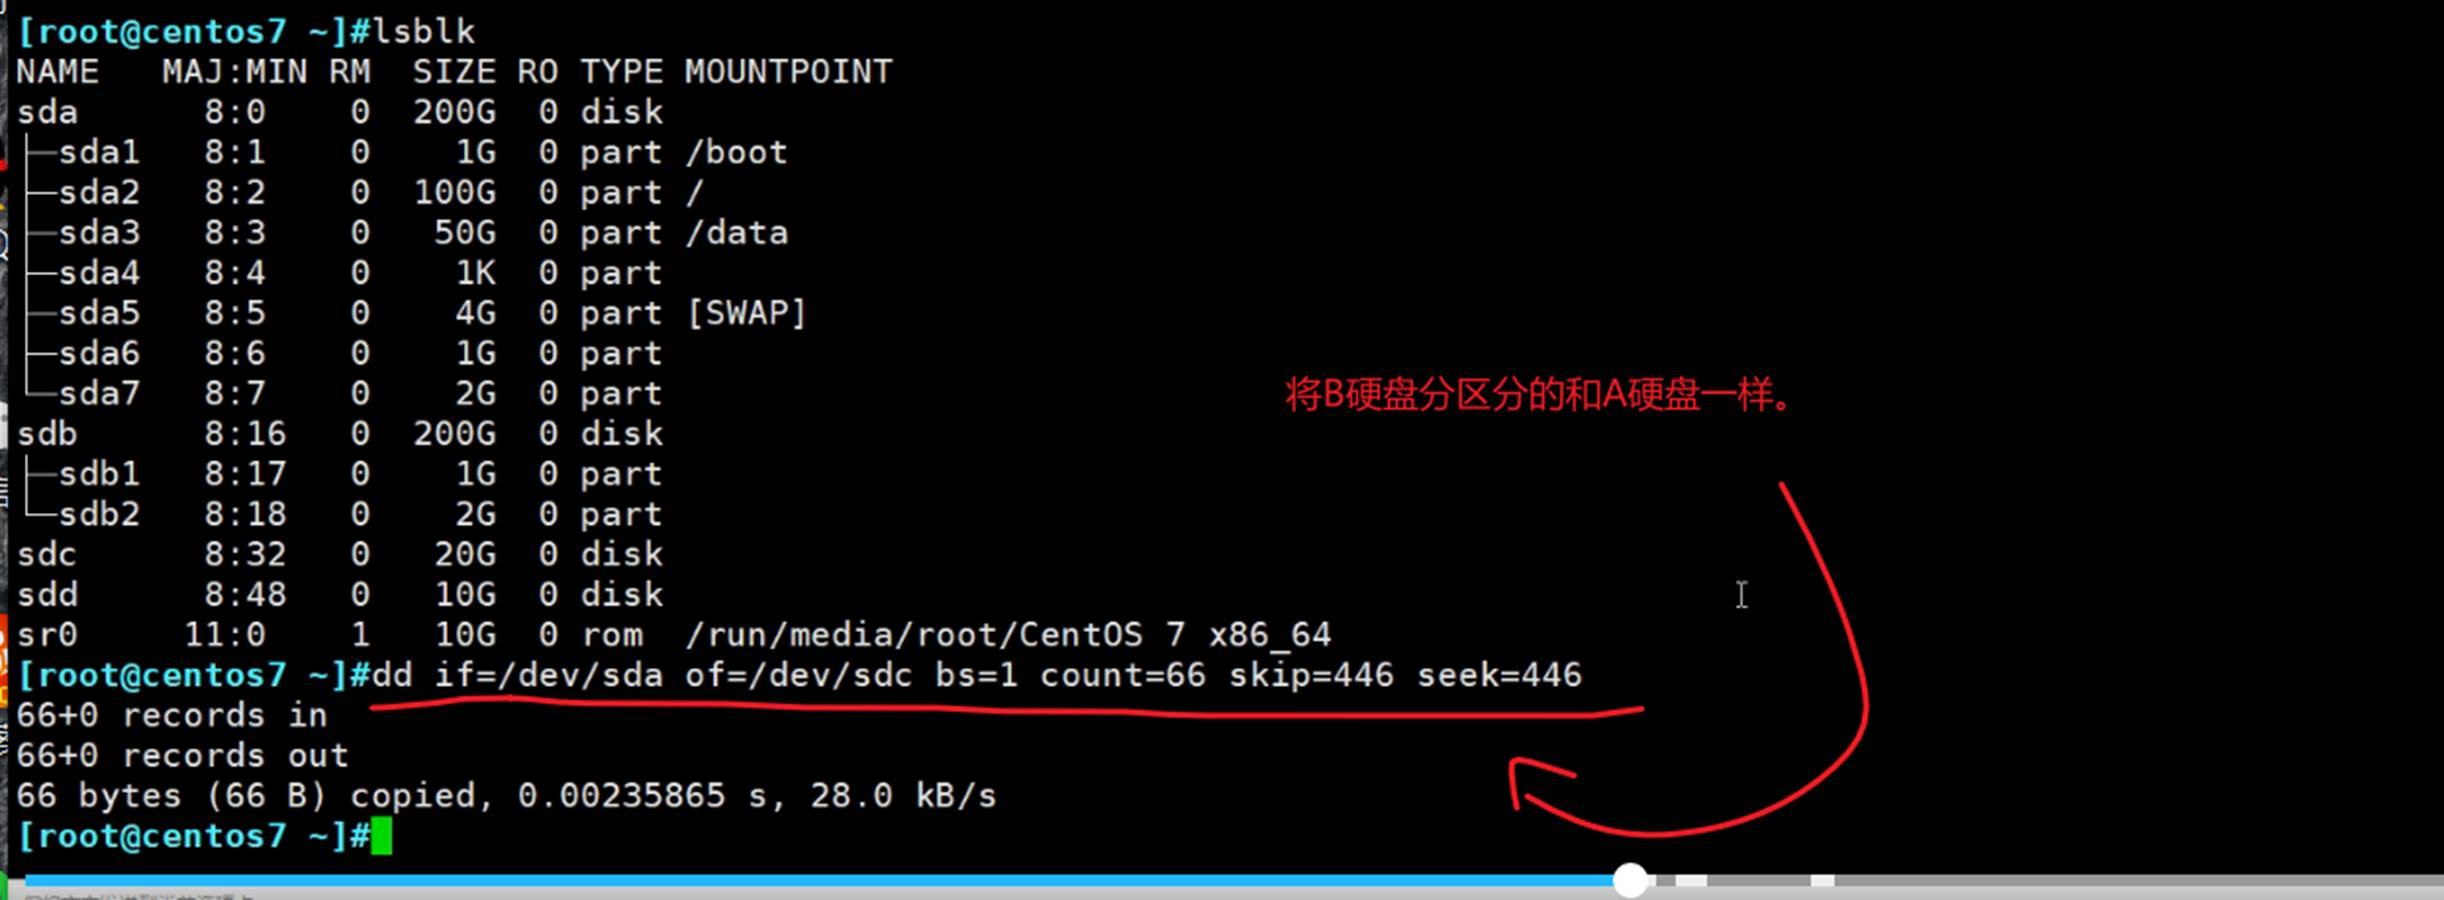 [root@centos7 ~]#lsblk
NAME   MAJ:MIN RM  SIZE RO TYPE MOUNTPOINT
sda      8:0    0  200G  0 disk
├─sda1   8:1    0    1G  0 part /boot
├─sda2   8:2    0  100G  0 part /
├─sda3   8:3    0   50G  0 part /data
├─sda4   8:4    0    1K  0 part
├─sda5   8:5    0    4G  0 part [SWAP]
├─sda6   8:6    0    1G  0 part
└─sda7   8:7    0    2G  0 part
将B硬盘分区分的和A硬盘一样。
sdb      8:16   0  200G  0 disk
├─sdb1   8:17   0    1G  0 part
└─sdb2   8:18   0    2G  0 part
sdc      8:32   0   20G  0 disk
sdd      8:48   0   10G  0 disk
sr0     11:0    1   10G  0 rom  /run/media/root/CentOS 7 x86_64
[root@centos7 ~]#dd if=/dev/sda of=/dev/sdc bs=1 count=66 skip=446 seek=446
66+0 records in
66+0 records out
66 bytes (66 B) copied, 0.00235865 s, 28.0 kB/s
[root@centos7 ~]#